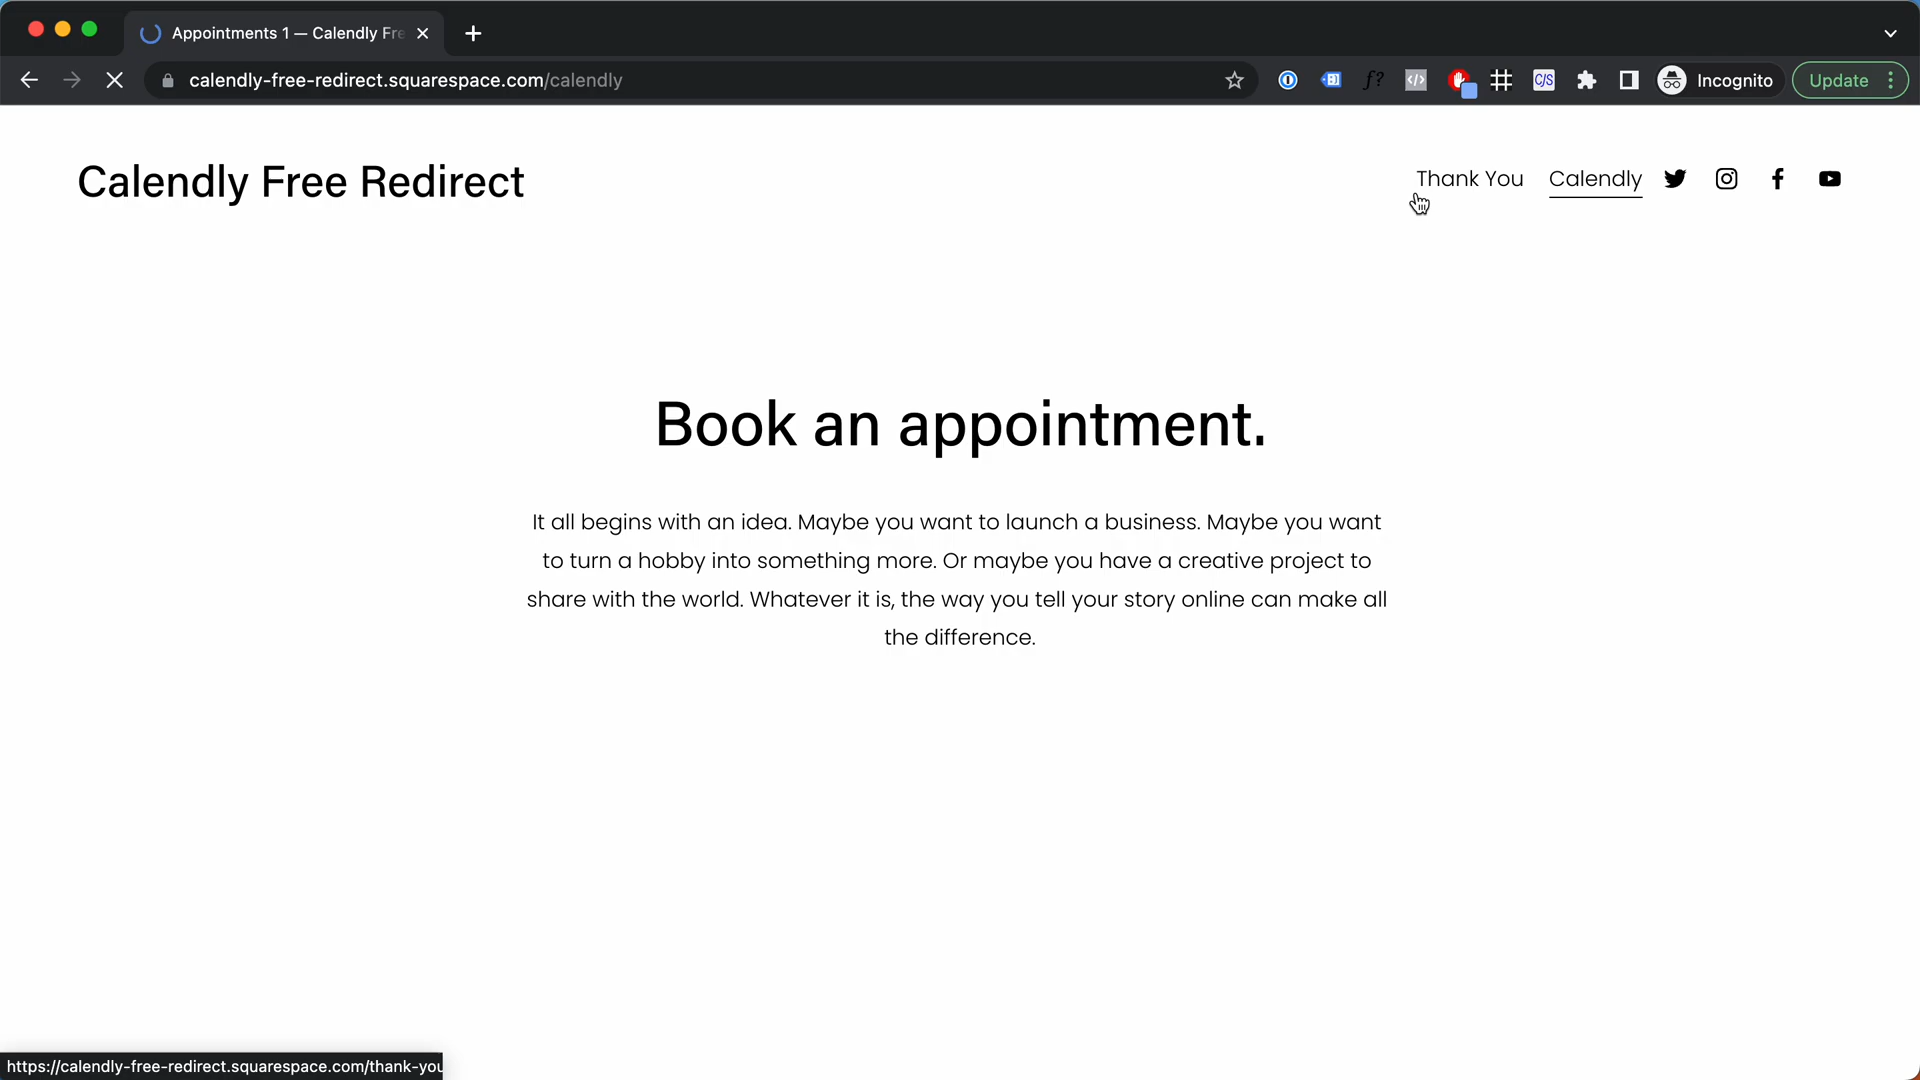 Appointments 1 — Calendly Fre
calendly-free-redirect.squarespace.com/calendly
f?
</>
C/S
Incognito
Update
Calendly Free Redirect
Thank You
Calendly
Book an appointment.
It all begins with an idea. Maybe you want to launch a business. Maybe you want
to turn a hobby into something more. Or maybe you have a creative project to
share with the world. Whatever it is, the way you tell your story online can make all
the difference.
https://calendly-free-redirect.squarespace.com/thank-you